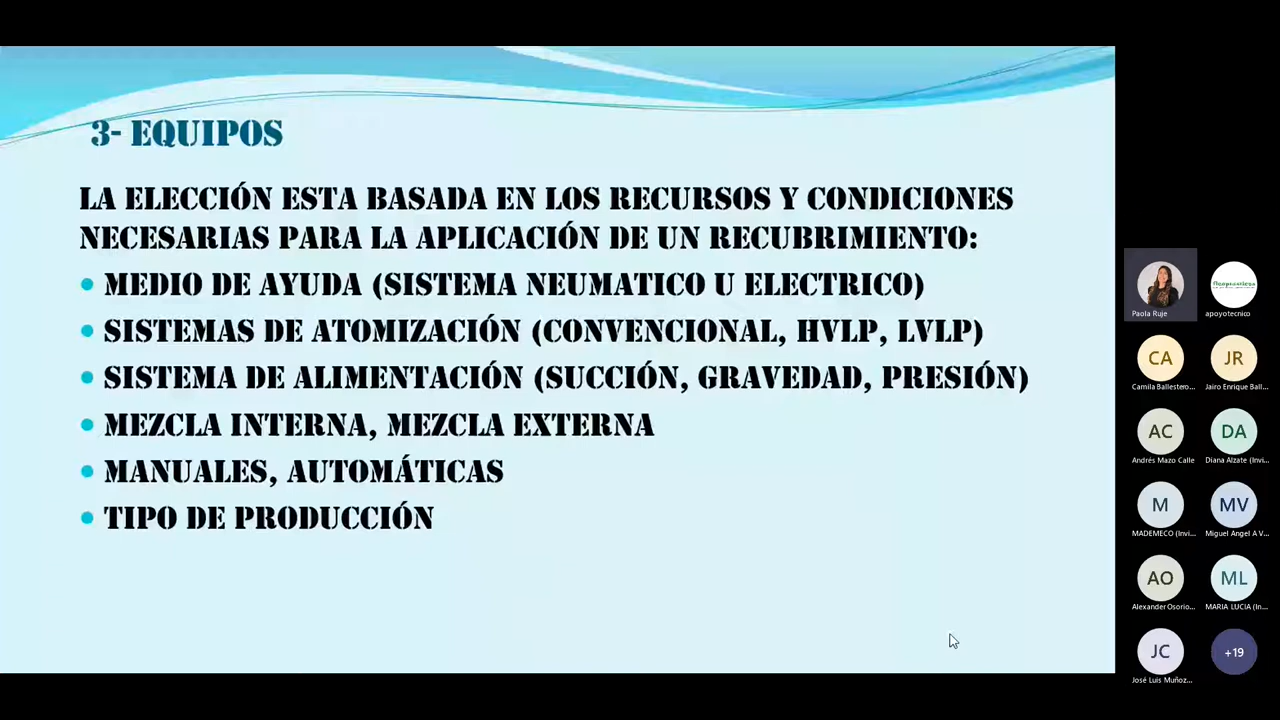 3- EQUIPOS
LA ELECCIÓN ESTA BASADA EN LOS RECURSOS Y CONDICIONES
NECESARIAS PARA LA APLICACIÓN DE UN RECUBRIMIENTO:
• MEDIO DE AYUDA (SISTEMA NEUMATICO U ELECTRICO)
• SISTEMAS DE ATOMIZACIÓN (CONVENCIONAL, HVLP, LVLP)
• SISTEMA DE ALIMENTACIÓN (SUCCIÓN, GRAVEDAD, PRESIÓN)
• MEZCLA INTERNA, MEZCLA EXTERNA
• MANUALES, AUTOMÁTICAS
• TIPO DE PRODUCCIÓN
Paola Ruje
apoyotecnico
CA
JR
Camila Ballestero...
Jairo Enrique Ball...
AC
DA
Andrés Mazo Calle
Diana Alzate (Invi...
M
MV
MADEMECO (Invi...
Miguel Angel A V...
AO
ML
Alexander Osorio...
MARIA LUCIA (In...
JC
+19
José Luis Muñoz...